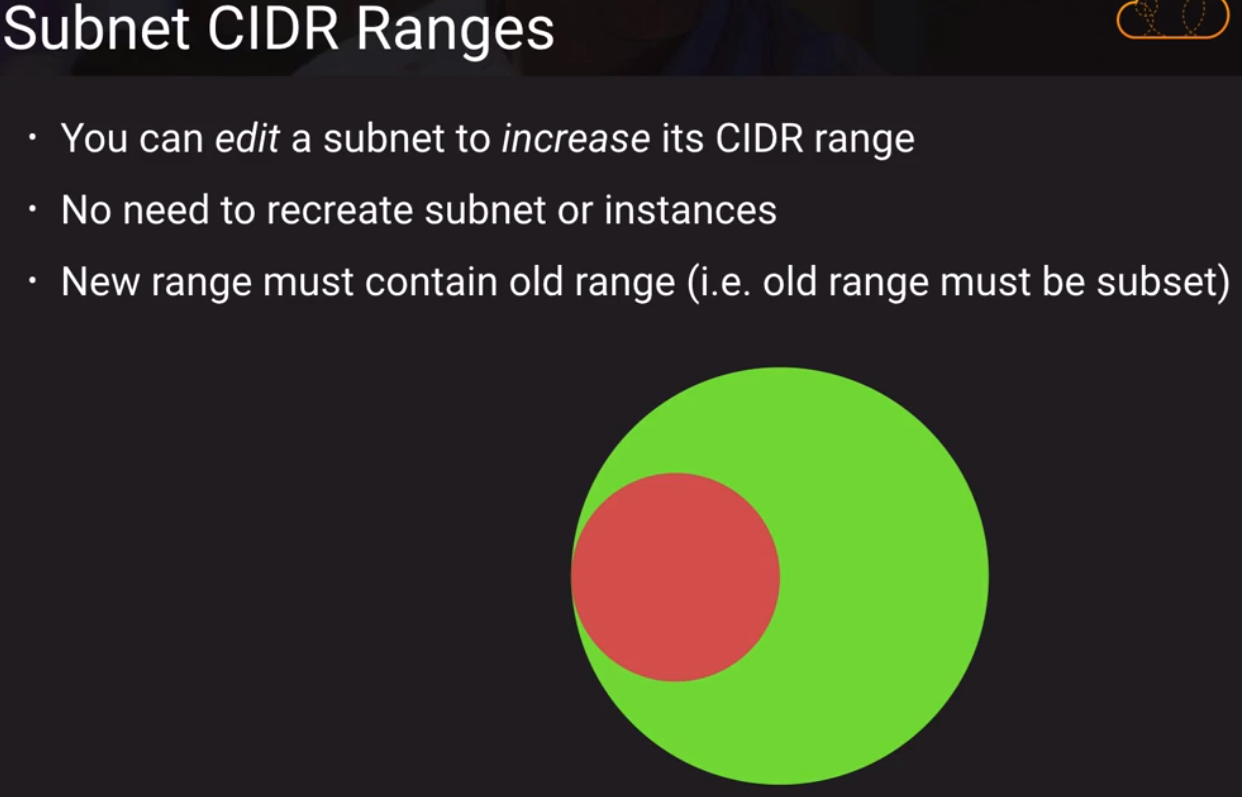 Subnet CIDR Ranges
· You can edit a subnet to increase its CIDR range
· No need to recreate subnet or instances
· New range must contain old range (i.e. old range must be subset)